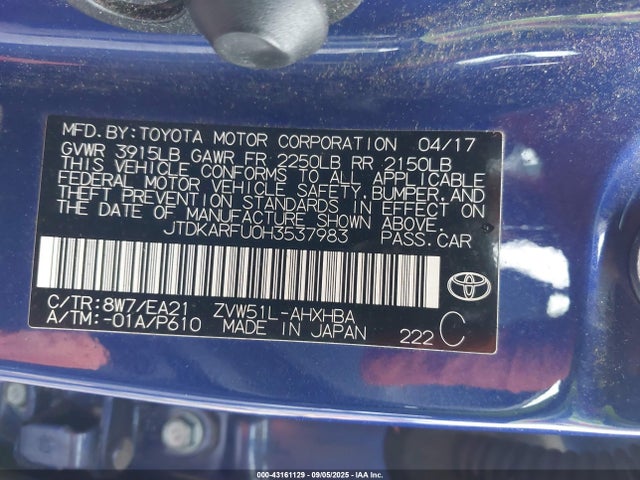 MFD. BY: TOYOTA MOTOR CORPORATION 04/17
GVWR 3915LB GAWR FR 2250LB RR 2150LB
THIS VEHICLE CONFORMS TO ALL APPLICABLE
FEDERAL MOTOR VEHICLE SAFETY, BUMPER, AND
THEFT PREVENTION STANDARDS IN EFFECT ON
THE DATE OF MANUFACTURE SHOWN ABOVE.
JTDKARFU0H3537983 PASS. CAR
C/TR: 8W7/EA21 ZVW51L-AHXHBA
A/TM: -01A/P610 MADE IN JAPAN 222 C
TOYOTA
000-43161129 - 09/05/2025 - IAA Inc.